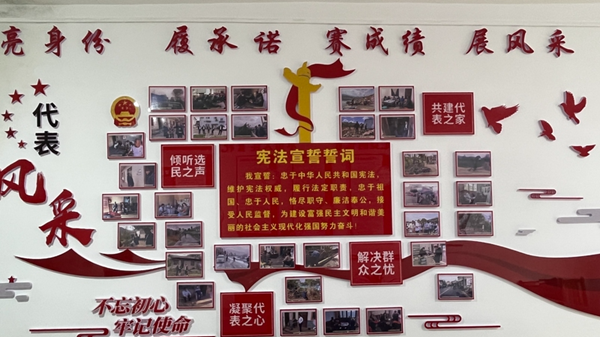 亮身份 履承诺 赛成绩 展风采
代表
风采
共建代
表之家
倾听选
民之声
宪法宣誓誓词
我宣誓:忠于中华人民共和国宪法,
维护宪法权威,履行法定职责,忠于祖
国、忠于人民,恪尽职守、廉洁奉公,接
受人民监督,为建设富强民主文明和谐美
丽的社会主义现代化强国努力奋斗!
解决群
众之忧
凝聚代
表之心
不忘初心
牢记使命